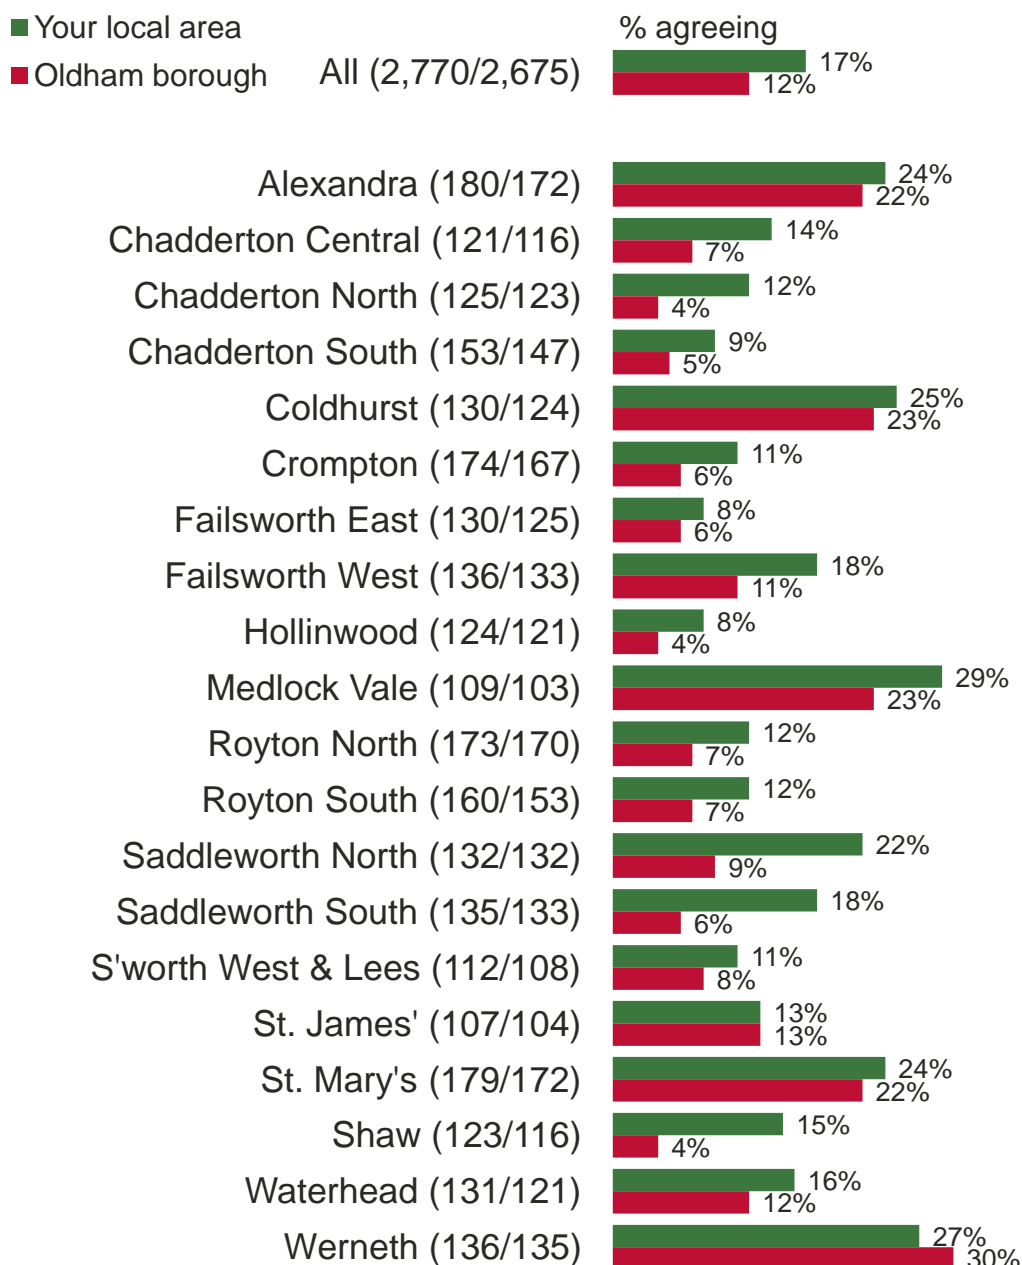 Your local area
% agreeing
Oldham borough
All (2,770/2,675)
17%
12%
Alexandra (180/172)
24%
22%
Chadderton Central (121/116)
14%
7%
Chadderton North (125/123)
12%
4%
Chadderton South (153/147)
9%
5%
Coldhurst (130/124)
25%
23%
Crompton (174/167)
11%
6%
Failsworth East (130/125)
8%
6%
Failsworth West (136/133)
18%
11%
Hollinwood (124/121)
8%
4%
Medlock Vale (109/103)
29%
23%
Royton North (173/170)
12%
7%
Royton South (160/153)
12%
7%
Saddleworth North (132/132)
22%
9%
Saddleworth South (135/133)
18%
6%
S'worth West & Lees (112/108)
11%
8%
St. James' (107/104)
13%
13%
St. Mary's (179/172)
24%
22%
Shaw (123/116)
15%
4%
Waterhead (131/121)
16%
12%
Werneth (136/135)
27%
30%